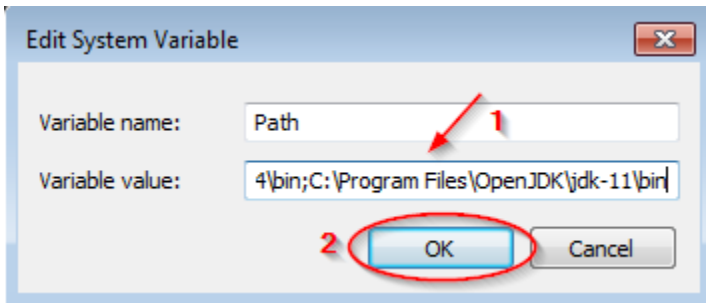 Edit System Variable
Variable name: Path 1
Variable value: 4\bin;C:\Program Files\OpenJDK\jdk-11\bin
2 OK Cancel